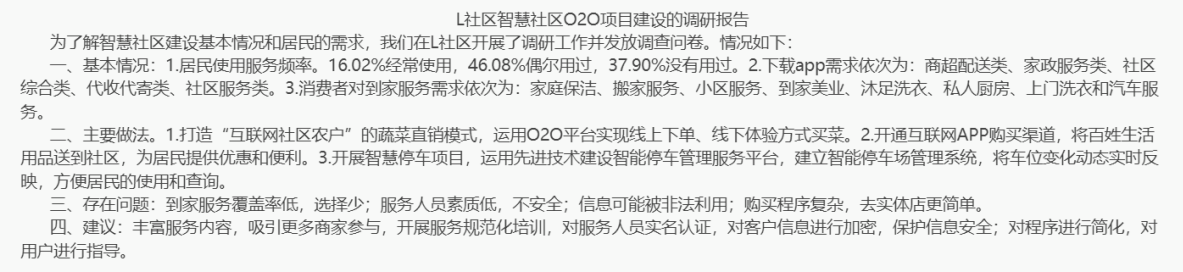 L社区智慧社区O2O项目建设的调研报告
为了解智慧社区建设基本情况和居民的需求，我们在L社区开展了调研工作并发放调查问卷。情况如下：
一、基本情况：1.居民使用服务频率。16.02%经常使用，46.08%偶尔用过，37.90%没有用过。2.下载app需求依次为：商超配送类、家政服务类、社区
综合类、代收代寄类、社区服务类。3.消费者对到家服务需求依次为：家庭保洁、搬家服务、小区服务、到家美业、沐足洗衣、私人厨房、上门洗衣和汽车服
务。
二、主要做法。1.打造“互联网社区农户”的蔬菜直销模式，运用O2O平台实现线上下单、线下体验方式买菜。2.开通互联网APP购买渠道，将百姓生活
用品送到社区，为居民提供优惠和便利。3.开展智慧停车项目，运用先进技术建设智能停车管理服务平台，建立智能停车场管理系统，将车位变化动态实时反
映，方便居民的使用和查询。
三、存在问题：到家服务覆盖率低，选择少；服务人员素质低，不安全；信息可能被非法利用；购买程序复杂，去实体店更简单。
四、建议：丰富服务内容，吸引更多商家参与，开展服务规范化培训，对服务人员实名认证，对客户信息进行加密，保护信息安全；对程序进行简化，对
用户进行指导。